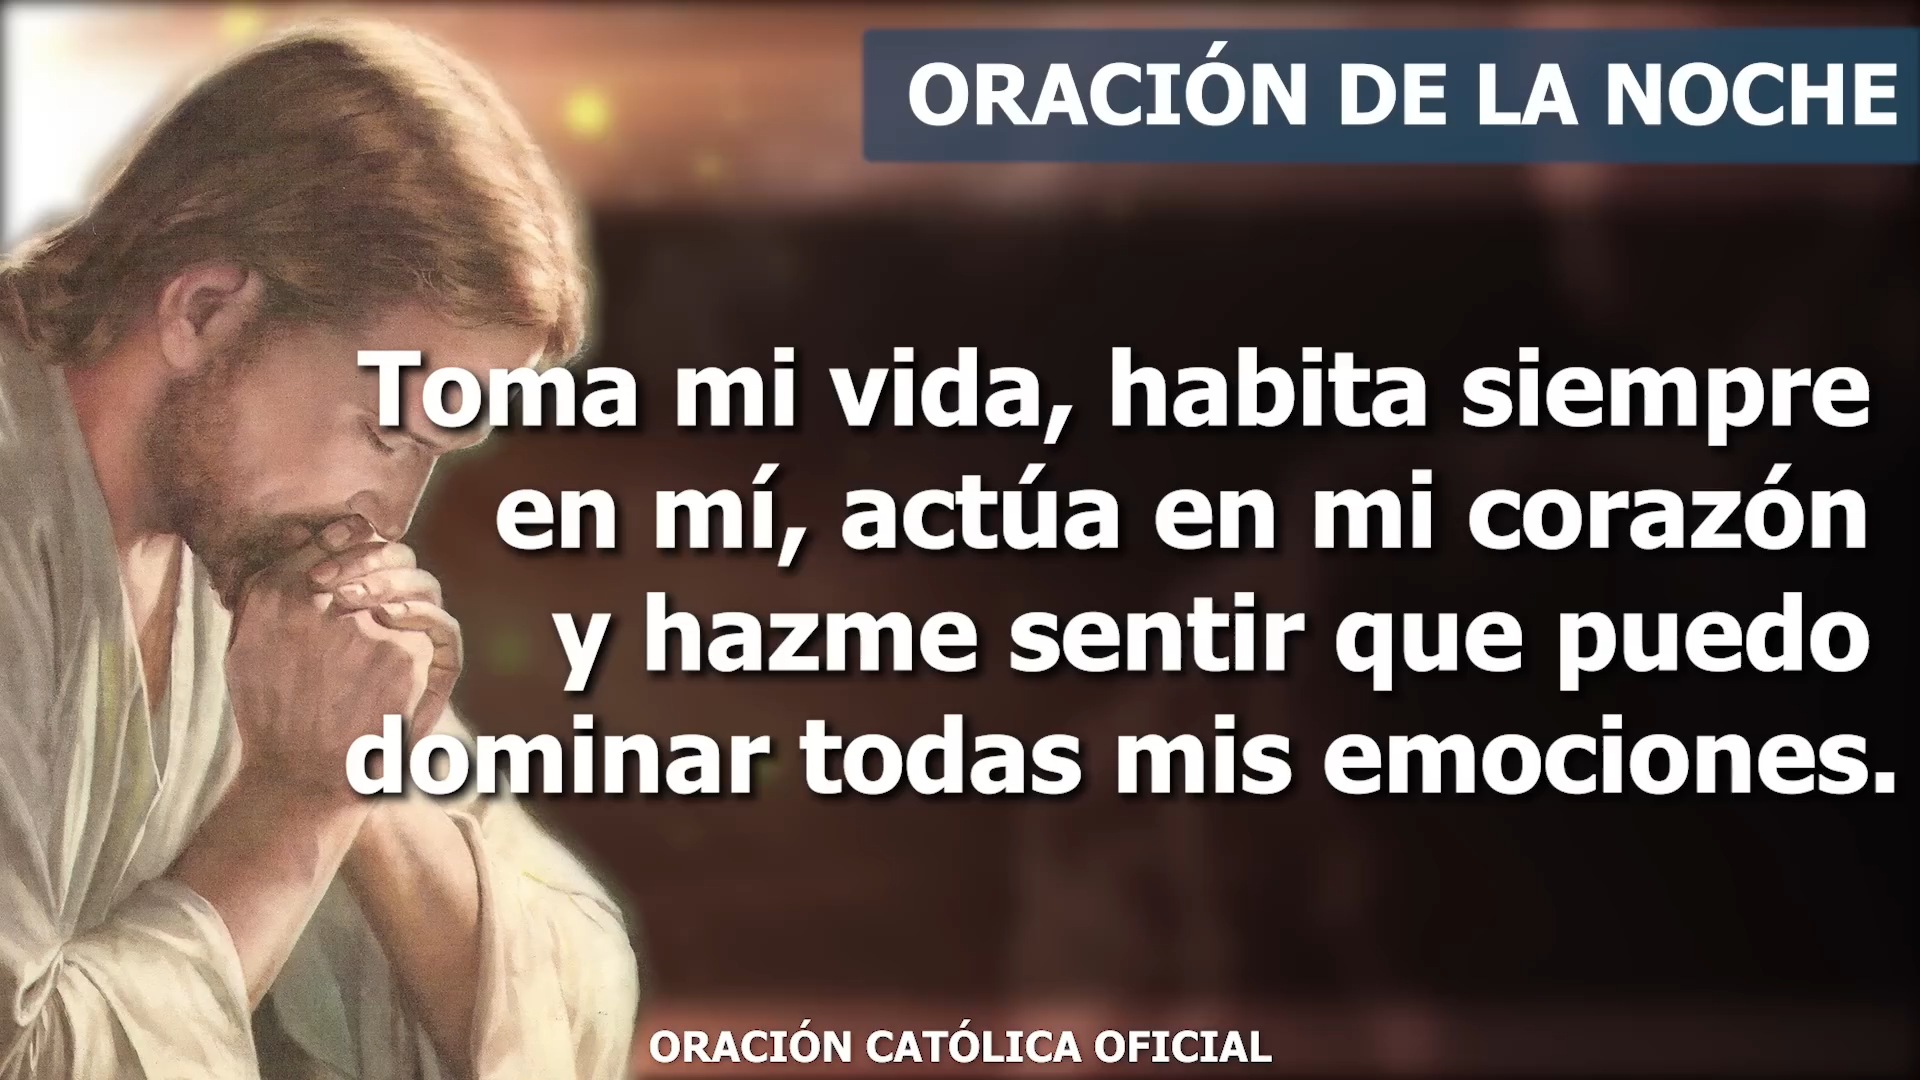 ORACIÓN DE LA NOCHE
Toma mi vida, habita siempre
en mí, actúa en mi corazón
y hazme sentir que puedo
dominar todas mis emociones.
ORACIÓN CATÓLICA OFICIAL